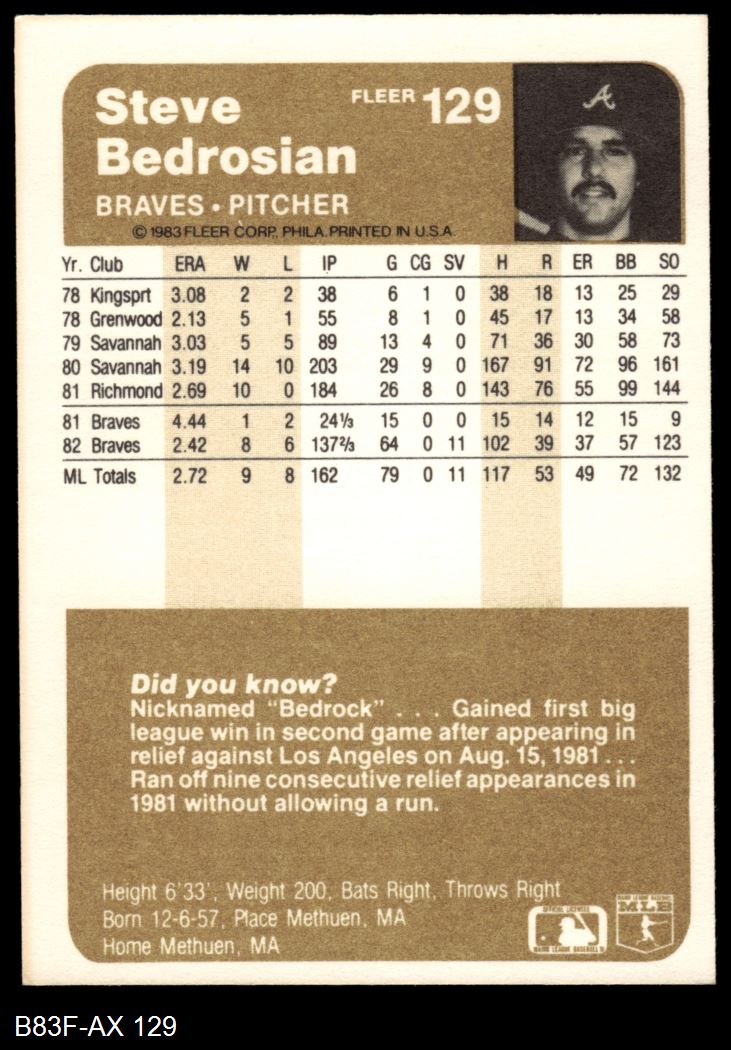 Steve
Bedrosian
FLEER 129
BRAVES • PITCHER
© 1983 FLEER CORP., PHILA. PRINTED IN U.S.A.
Yr. Club ERA W L IP G CG SV H R ER BB SO
78 Kingsprt 3.08 2 2 38 6 1 0 38 18 13 25 29
78 Grenwood 2.13 5 1 55 8 1 0 45 17 13 34 58
79 Savannah 3.03 5 5 89 13 4 0 71 36 30 58 73
80 Savannah 3.19 14 10 203 29 9 0 167 91 72 96 161
81 Richmond 2.69 10 0 184 26 8 0 143 76 55 99 144
81 Braves 4.44 1 2 24⅓ 15 0 0 15 14 12 15 9
82 Braves 2.42 8 6 137⅔ 64 0 11 102 39 37 57 123
ML Totals 2.72 9 8 162 79 0 11 117 53 49 72 132
Did you know?
Nicknamed "Bedrock" . . . Gained first big
league win in second game after appearing in
relief against Los Angeles on Aug. 15, 1981 . . .
Ran off nine consecutive relief appearances in
1981 without allowing a run.
Height 6'33', Weight 200, Bats Right, Throws Right
Born 12-6-57, Place Methuen, MA
Home Methuen, MA
OFFICIAL LICENSEE
MAJOR LEAGUE BASEBALL
MAJOR LEAGUE BASEBALL
MLB
B83F-AX 129